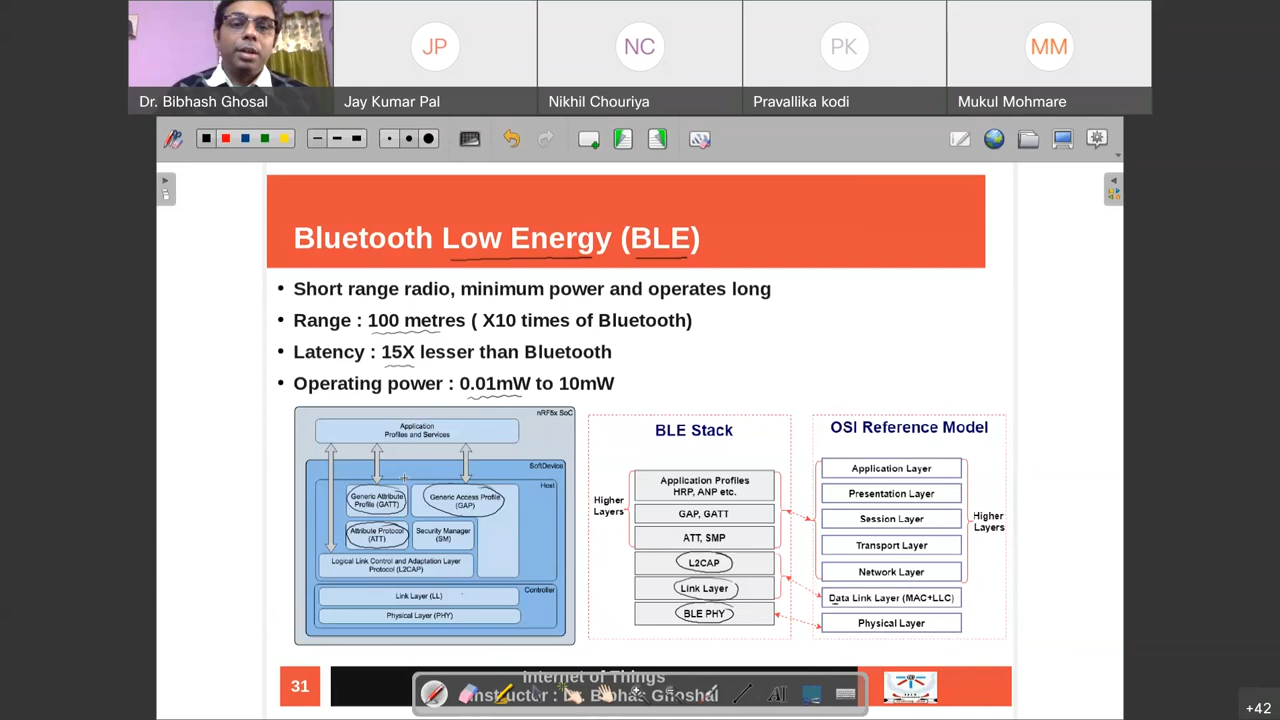 JP
NC
PK
MM
Dr. Bibhash Ghosal
Jay Kumar Pal
Nikhil Chouriya
Pravallika kodi
Mukul Mohmare
Bluetooth Low Energy (BLE)
• Short range radio, minimum power and operates long
• Range : 100 metres ( X10 times of Bluetooth)
• Latency : 15X lesser than Bluetooth
• Operating power : 0.01mW to 10mW
nRF5x SoC
Application
Profiles and Services
SoftDevice
Host
Generic Attribute
Profile (GATT)
Generic Access Profile
(GAP)
Attribute Protocol
(ATT)
Security Manager
(SM)
Logical Link Control and Adaptation Layer
Protocol (L2CAP)
Controller
Link Layer (LL)
Physical Layer (PHY)
BLE Stack
Higher
Layers
Application Profiles
HRP, ANP etc.
GAP, GATT
ATT, SMP
L2CAP
Link Layer
BLE PHY
OSI Reference Model
Application Layer
Presentation Layer
Session Layer
Transport Layer
Network Layer
Data Link Layer (MAC+LLC)
Physical Layer
Higher
Layers
31
Internet of Things
Instructor : Dr. Bibhas Ghoshal
+42